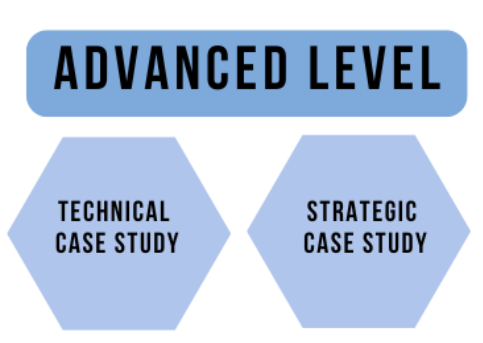 ADVANCED LEVEL
TECHNICAL
CASE STUDY
STRATEGIC
CASE STUDY